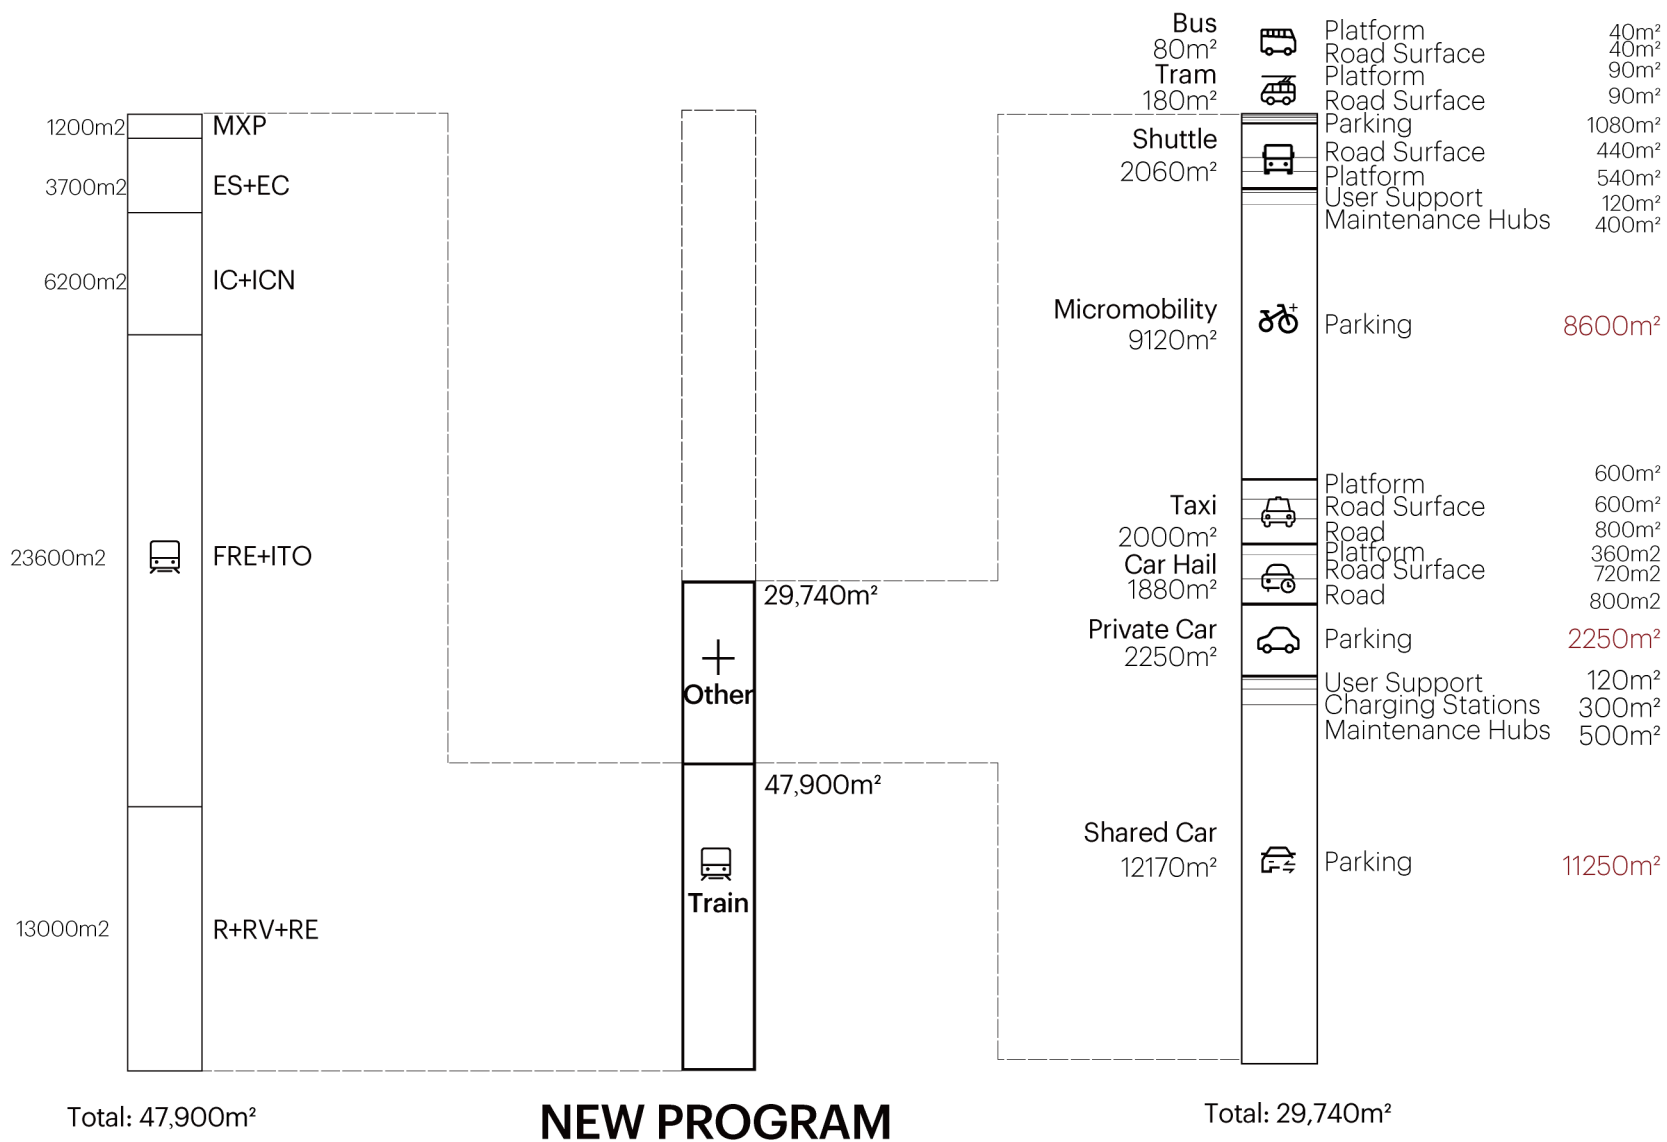 1200m2
MXP
3700m2
ES+EC
6200m2
IC+ICN
23600m2
FRE+ITO
13000m2
R+RV+RE
Total: 47,900m²
29,740m²
Other
47,900m²
Train
NEW PROGRAM
Bus
80m²
Platform 40m²
Road Surface 40m²
Tram
180m²
Platform 90m²
Road Surface 90m²
Shuttle
2060m²
Parking 1080m²
Road Surface 440m²
Platform 540m²
User Support 120m²
Maintenance Hubs 400m²
Micromobility
9120m²
Parking 8600m²
Taxi
2000m²
Platform 600m²
Road Surface 600m²
Road 800m²
Car Hail
1880m²
Platform 360m2
Road Surface 720m2
Road 800m2
Private Car
2250m²
Parking 2250m²
User Support 120m²
Charging Stations 300m²
Maintenance Hubs 500m²
Shared Car
12170m²
Parking 11250m²
Total: 29,740m²